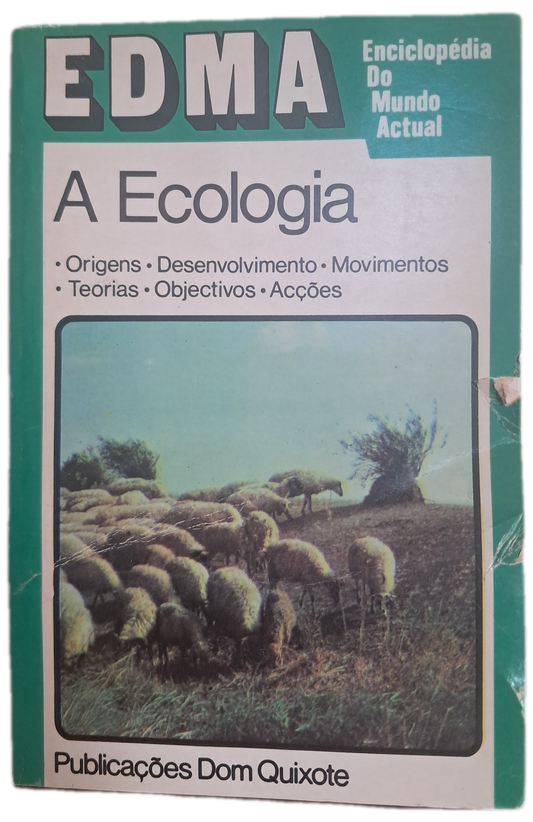 EDMA
Enciclopédia
Do
Mundo
Actual
A Ecologia
• Origens • Desenvolvimento • Movimentos
• Teorias • Objectivos • Acções
Publicações Dom Quixote